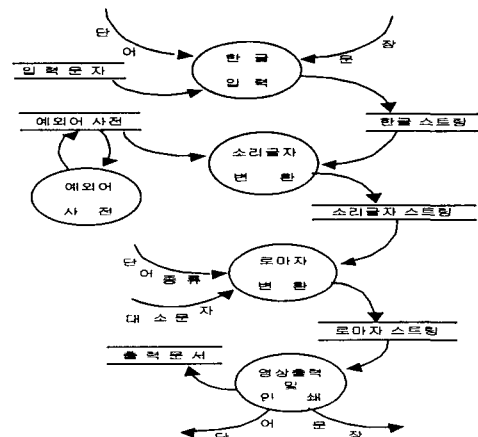 단어
문장
한글
입력
입력문자
한글 스트링
예외어 사전
소리글자
변환
예외어
사전
소리글자 스트링
단어종류
로마자
변환
대소문자
로마자 스트링
출력문서
영상출력
및
인쇄
단어
문장